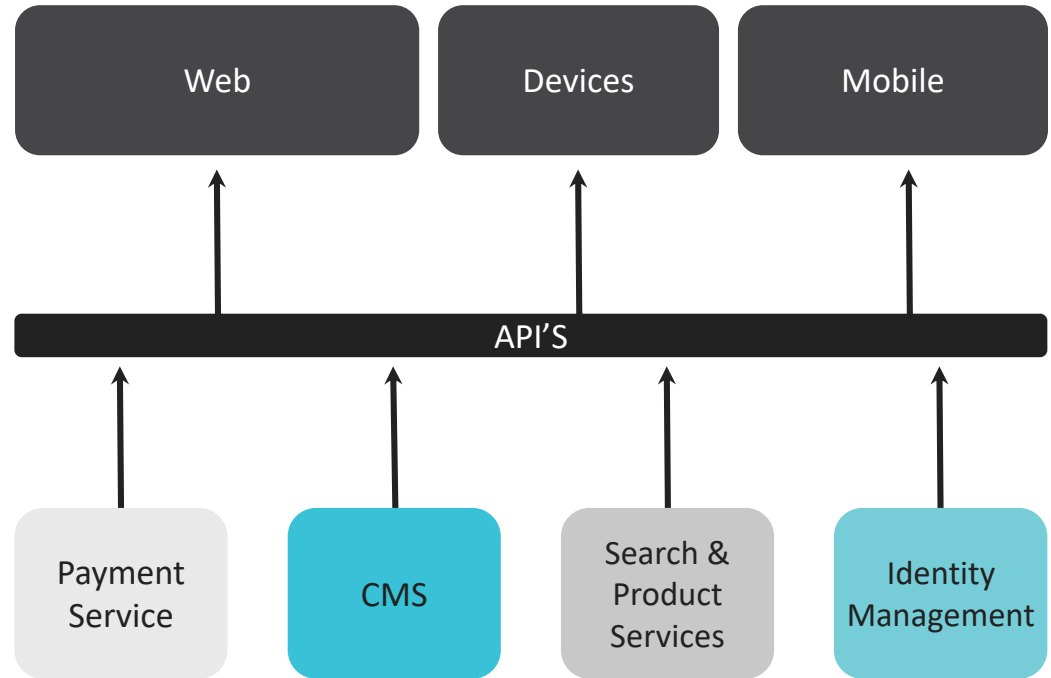 Web
Devices
Mobile
API’S
Payment
Service
CMS
Search &
Product
Services
Identity
Management